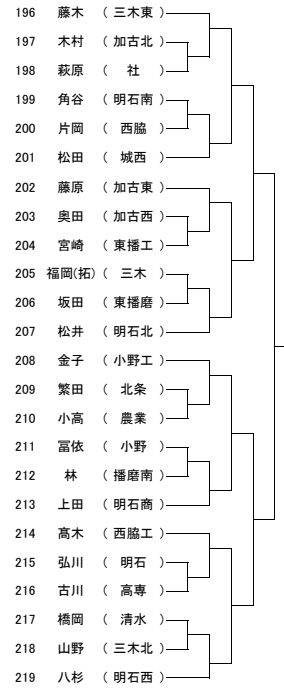 196 藤木 （ 三木東 ）
197 木村 （ 加古北 ）
198 萩原 （ 社 ）
199 角谷 （ 明石南 ）
200 片岡 （ 西脇 ）
201 松田 （ 城西 ）
202 藤原 （ 加古東 ）
203 奥田 （ 加古西 ）
204 宮崎 （ 東播工 ）
205 福岡(拓) （ 三木 ）
206 坂田 （ 東播磨 ）
207 松井 （ 明石北 ）
208 金子 （ 小野工 ）
209 繁田 （ 北条 ）
210 小高 （ 農業 ）
211 冨依 （ 小野 ）
212 林 （ 播磨南 ）
213 上田 （ 明石商 ）
214 髙木 （ 西脇工 ）
215 弘川 （ 明石 ）
216 古川 （ 高専 ）
217 橋岡 （ 清水 ）
218 山野 （ 三木北 ）
219 八杉 （ 明石西 ）